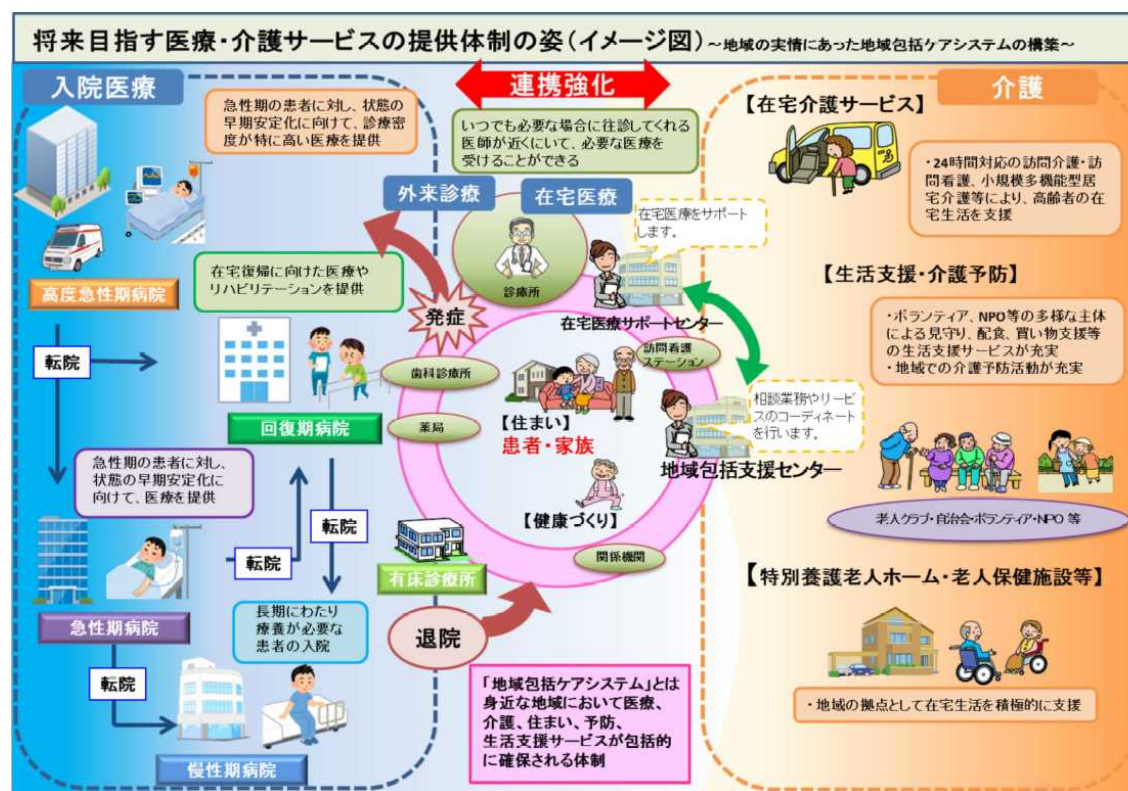 将来目指す医療・介護サービスの提供体制の姿（イメージ図）～地域の実情にあった地域包括ケアシステムの構築～
入院医療
急性期の患者に対し、状態の
早期安定化に向けて、診療密
度が特に高い医療を提供
高度急性期病院
在宅復帰に向けた医療や
リハビリテーションを提供
転院
回復期病院
急性期の患者に対し、
状態の早期安定化に
向けて、医療を提供
転院
転院
急性期病院
長期にわたり
療養が必要な
患者の入院
転院
慢性期病院
連携強化
いつでも必要な場合に往診してくれる
医師が近くにいて、必要な医療を
受けることができる
外来診療
在宅医療
在宅医療をサポート
します。
診療所
発症
在宅医療サポートセンター
歯科診療所
訪問看護
ステーション
薬局
【住まい】
患者・家族
相談業務やリービ
スのコーディネート
を行います。
地域包括支援センター
【健康づくり】
関係機関
有床診療所
退院
「地域包括ケアシステム」とは
身近な地域において医療、
介護、住まい、予防、
生活支援サービスが包括的
に確保される体制
介護
【在宅介護サービス】
・24時間対応の訪問介護・訪
問看護、小規模多機能型居
宅介護等により、高齢者の在
宅生活を支援
【生活支援・介護予防】
・ボランティア、NPO等の多様な主体
による見守り、配食、買い物支援等
の生活支援サービスが充実
・地域での介護予防活動が充実
老人クラブ・自治会・ボランティア・NPO 等
【特別養護老人ホーム・老人保健施設等】
・地域の拠点として在宅生活を積極的に支援